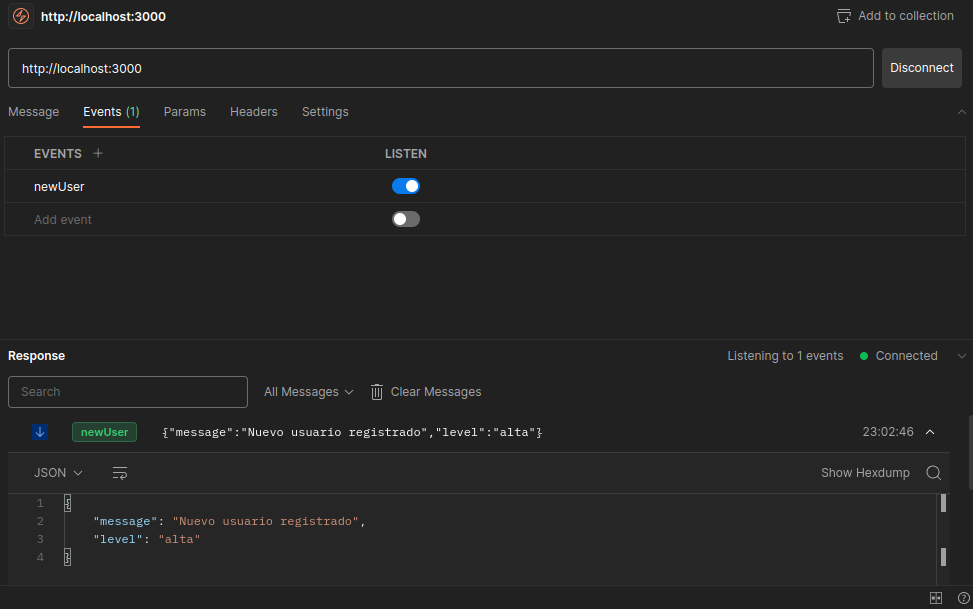 http://localhost:3000
Add to collection
http://localhost:3000
Disconnect
Message Events (1) Params Headers Settings
EVENTS + LISTEN
newUser
Add event
Response
Listening to 1 events Connected
Search
All Messages Clear Messages
newUser {"message":"Nuevo usuario registrado","level":"alta"} 23:02:46
JSON Show Hexdump
1 {
2 "message": "Nuevo usuario registrado",
3 "level": "alta"
4 }